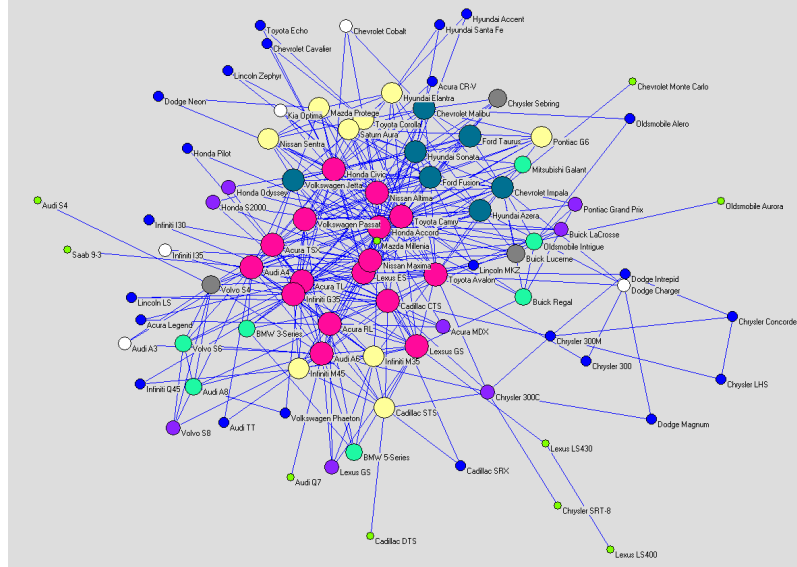 Hyundai Accent
Toyota Echo
Chevrolet Cobalt
Hyundai Santa Fe
Chevrolet Cavalier
Lincoln Zephyr
Acura CR-V
Chevrolet Monte Carlo
Dodge Neon
Hyundai Elantra
Chrysler Sebring
Kia Optima
Mazda Protege
Chevrolet Malibu
Toyota Corolla
Oldsmobile Alero
Saturn Aura
Nissan Sentra
Ford Taurus
Pontiac G6
Honda Pilot
Hyundai Sonata
Mitsubishi Galant
Honda Civic
Volkswagen Jetta
Ford Fusion
Honda Odyssey
Chevrolet Impala
Nissan Altima
Audi S4
Honda S2000
Pontiac Grand Prix
Oldsmobile Aurora
Hyundai Azera
Infiniti I30
Volkswagen Passat
Toyota Camry
Honda Accord
Buick LaCrosse
Saab 9-3
Infiniti I35
Acura TSX
Mazda Millenia
Oldsmobile Intrigue
Buick Lucerne
Audi A4
Nissan Maxima
Lincoln MKZ
Volvo S4
Acura TL
Lexus ES
Toyota Avalon
Dodge Intrepid
Dodge Charger
Lincoln LS
Infiniti G35
Cadillac CTS
Buick Regal
Acura Legend
BMW 3-Series
Acura RL
Acura MDX
Chrysler Concorde
Audi A3
Volvo S6
Audi A6
Infiniti M35
Lexsus GS
Chrysler 300M
Infiniti M45
Chrysler 300
Infiniti Q45
Audi A8
Chrysler 300C
Chrysler LHS
Volvo S8
Audi TT
Volkswagen Phaeton
Cadillac STS
Dodge Magnum
BMW 5-Series
Lexus LS430
Lexus GS
Cadillac SRX
Audi Q7
Chrysler SRT-8
Cadillac DTS
Lexus LS400